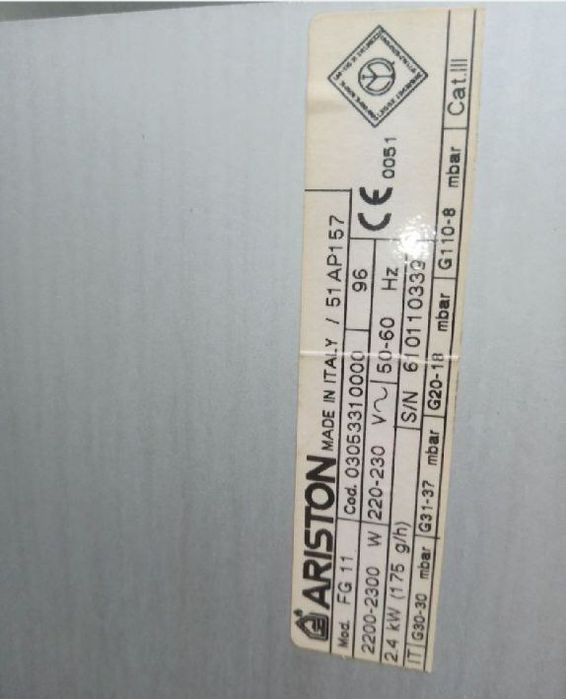 ARISTON MADE IN ITALY / 51AP157
Mod. FG 11 Cod. 03053310000 96
2200-2300 W 220-230 V~ 50-60 Hz
CE 0051
2.4 kW (175 g/h) S/N 610110339
IT G30-30 mbar G31-37 mbar G20-18 mbar G110-8 mbar Cat.III